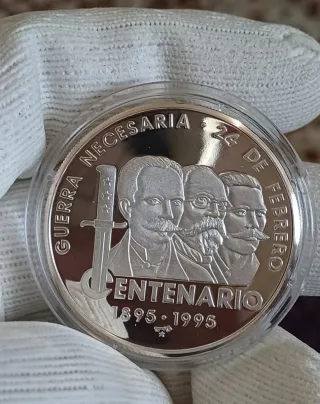 GUERRA NECESARIA · 24 DE FEBRERO
CENTENARIO
1895 · 1995